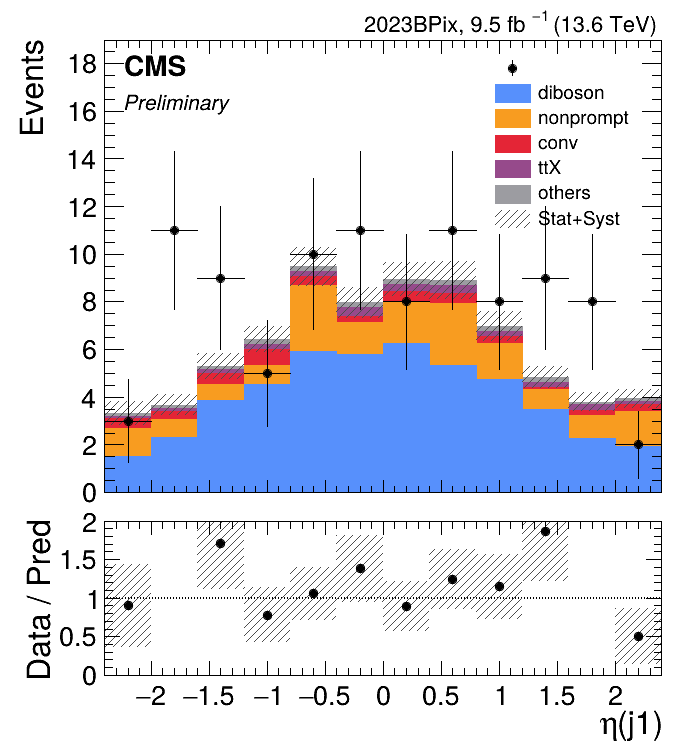 2023BPix, 9.5 fb⁻¹ (13.6 TeV)
Events
CMS
Preliminary
diboson
nonprompt
conv
ttX
others
Stat+Syst
18
16
14
12
10
8
6
4
2
0
Data / Pred
2
1.5
1
0.5
0
−2 −1.5 −1 −0.5 0 0.5 1 1.5 2
η(j1)